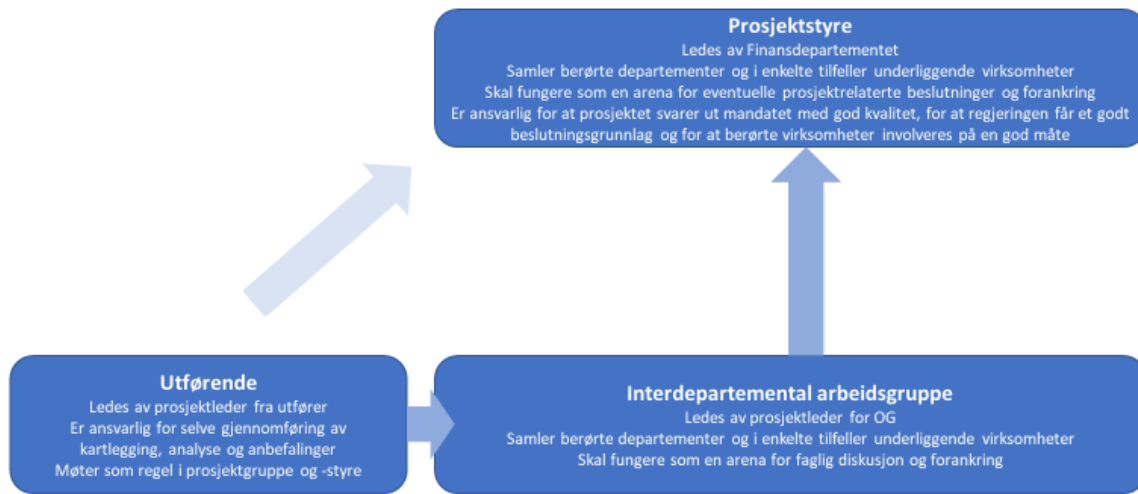 Prosjektstyre
Ledes av Finansdepartementet
Samler berørte departementer og i enkelte tilfeller underliggende virksomheter
Skal fungere som en arena for eventuelle prosjektrelaterte beslutninger og forankring
Er ansvarlig for at prosjektet svarer ut mandatet med god kvalitet, for at regjeringen får et godt
beslutningsgrunnlag og for at berørte virksomheter involveres på en god måte
Utførende
Ledes av prosjektleder fra utfører
Er ansvarlig for selve gjennomføring av
kartlegging, analyse og anbefalinger
Møter som regel i prosjektgruppe og -styre
Interdepartemental arbeidsgruppe
Ledes av prosjektleder for OG
Samler berørte departementer og i enkelte tilfeller underliggende virksomheter
Skal fungere som en arena for faglig diskusjon og forankring